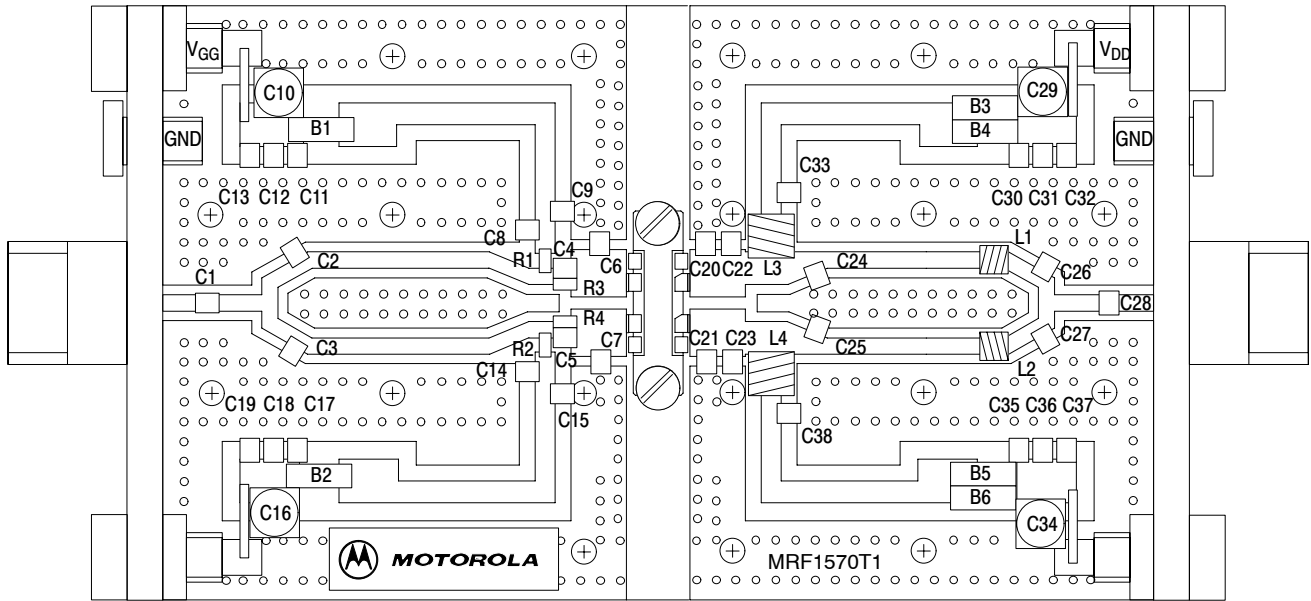 VGG
C10
C29
VDD
B1
B3
B4
GND
GND
C13 C12 C11
C9
C33
C30 C31 C32
C8
R1
C4
C6
C20 C22
L3
C24
L1
C26
C1
C2
R3
C28
R4
C3
R2
C5
C7
C21 C23
L4
C25
L2
C27
C14
C15
C19 C18 C17
C38
C35 C36 C37
B2
B5
B6
C16
C34
MOTOROLA
MRF1570T1